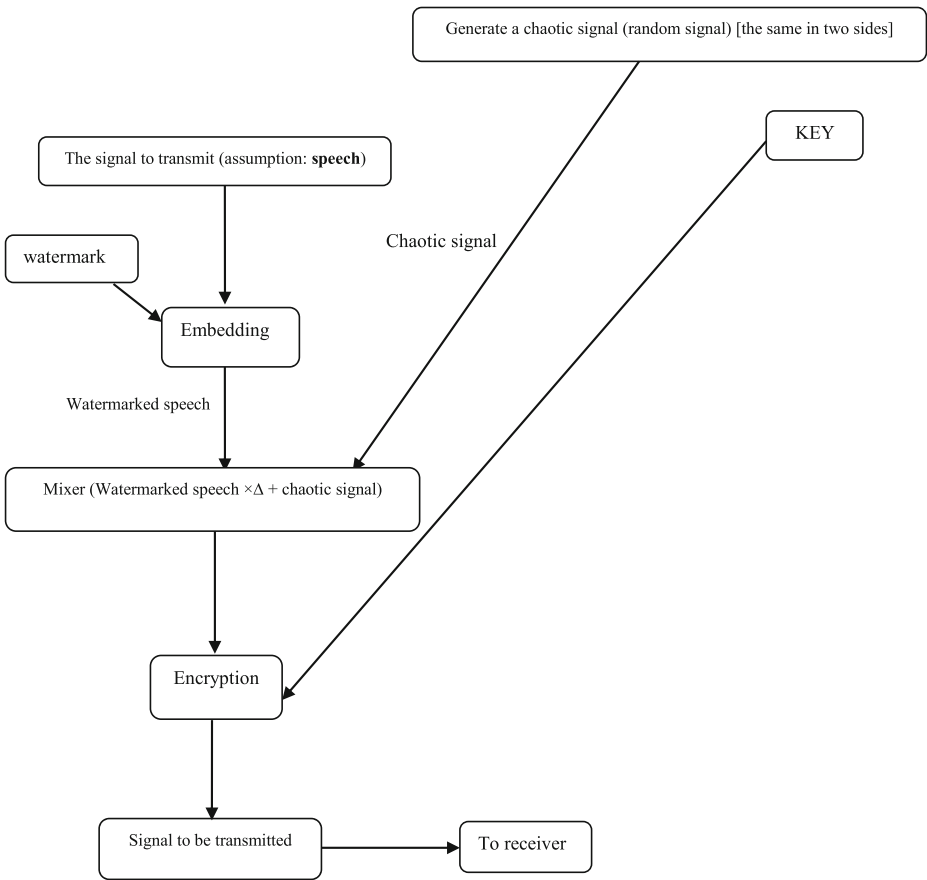 Generate a chaotic signal (random signal) [the same in two sides]
KEY
The signal to transmit (assumption: speech)
Chaotic signal
watermark
Embedding
Watermarked speech
Mixer (Watermarked speech ×Δ + chaotic signal)
Encryption
Signal to be transmitted
To receiver